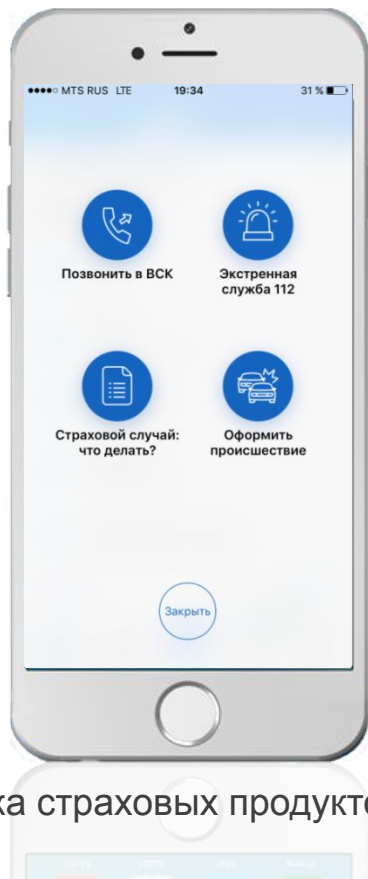 MTS RUS LTE 19:34 31 %
Позвонить в ВСК
Экстренная
служба 112
Страховой случай:
что делать?
Оформить
происшествие
Закрыть
ка страховых продукто